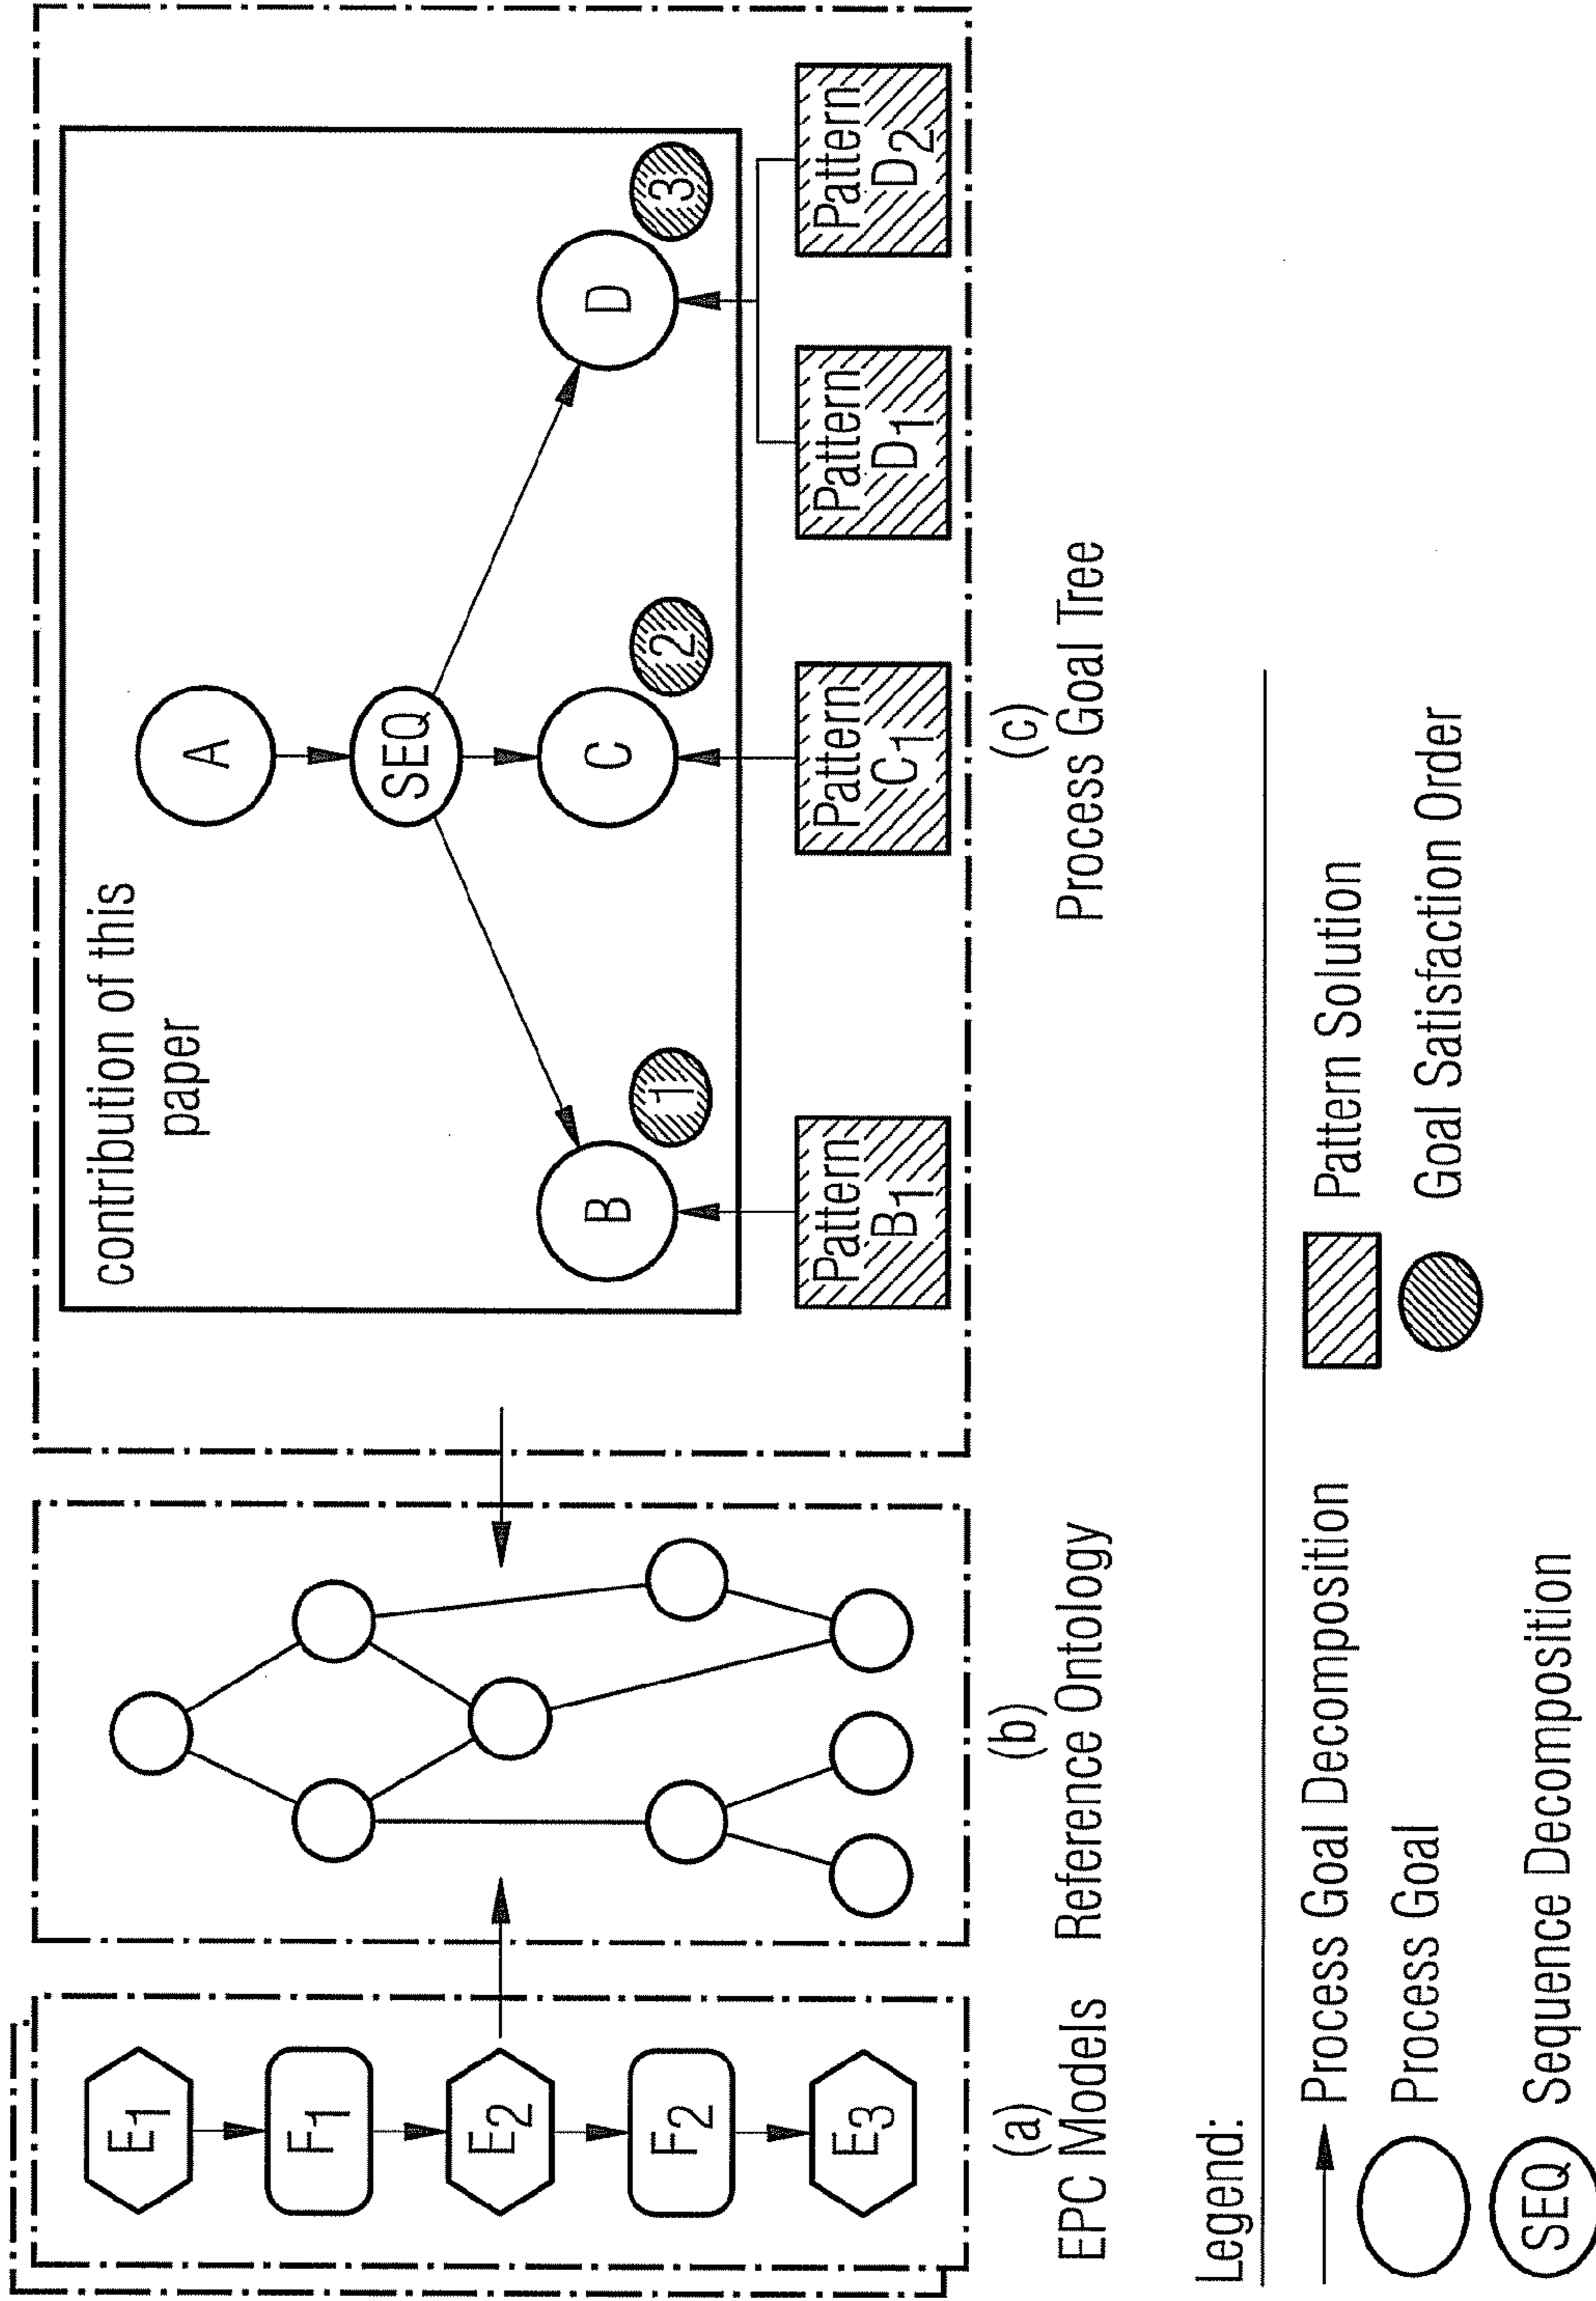 E1
F1
E2
F2
E3
(a)
EPC Models
(b)
Reference Ontology
contribution of this
paper
A
SEQ
B
1
C
2
D
3
Pattern
B1
Pattern
C1
Pattern
D1
Pattern
D2
(c)
Process Goal Tree
Legend:
Process Goal Decomposition
Process Goal
SEQ
Sequence Decomposition
Pattern Solution
Goal Satisfaction Order